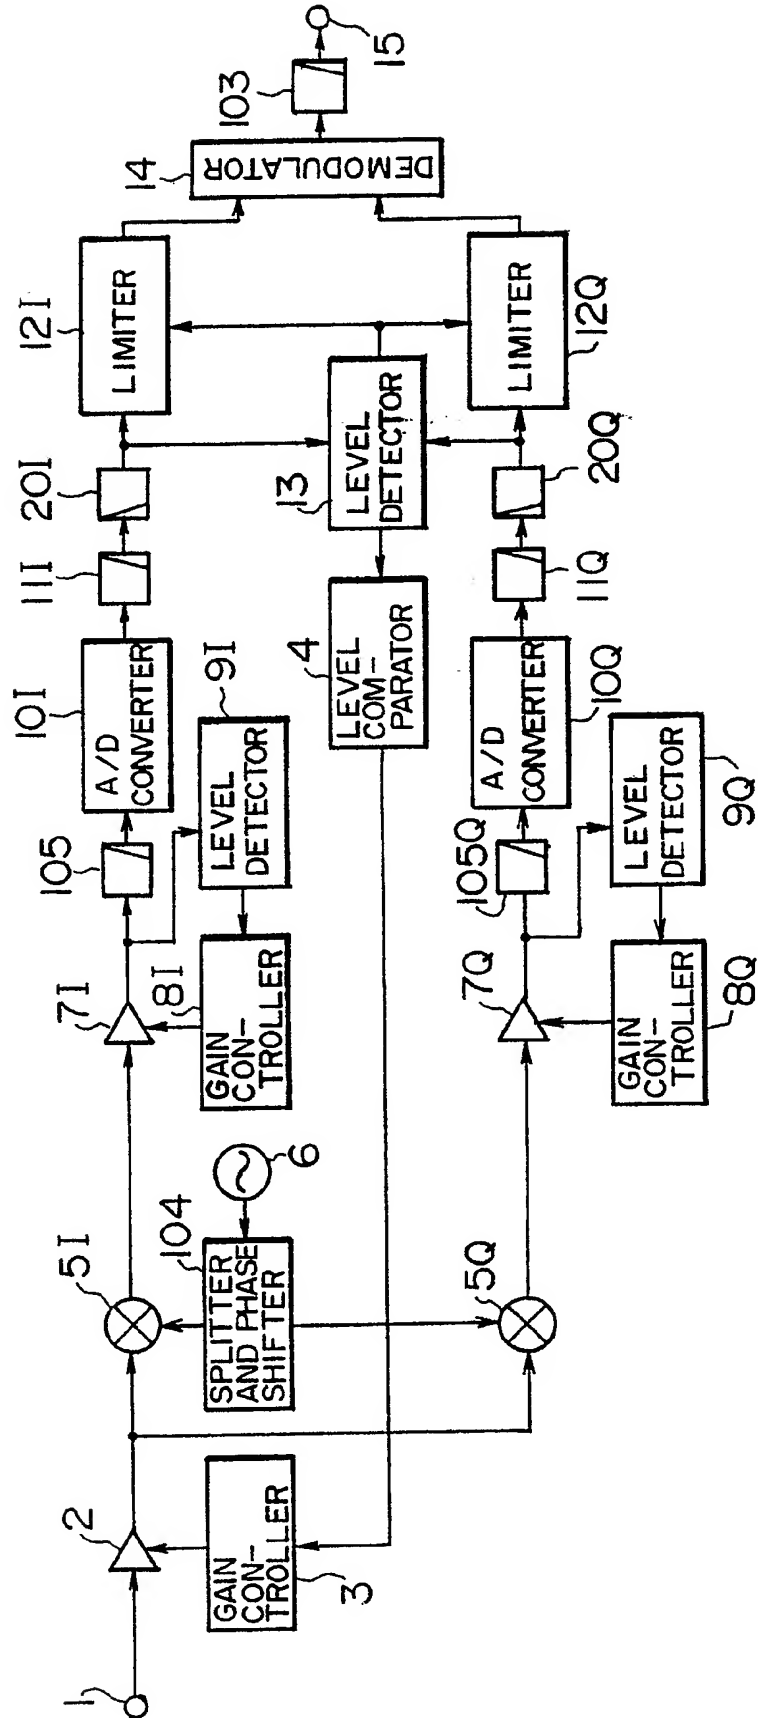 1
2
GAIN
CON-
TROLLER
3
5I
104
SPLITTER
AND PHASE
SHIFTER
6
5Q
7I
8I
GAIN
CON-
TROLLER
LEVEL
DETECTOR
9I
105
A/D
CONVERTER
10I
11I
20I
12I
LIMITER
4
LEVEL
COM-
PARATOR
13
LEVEL
DETECTOR
7Q
GAIN
CON-
TROLLER
8Q
LEVEL
DETECTOR
9Q
105Q
A/D
CONVERTER
10Q
11Q
20Q
LIMITER
12Q
14
DEMODULATOR
103
15